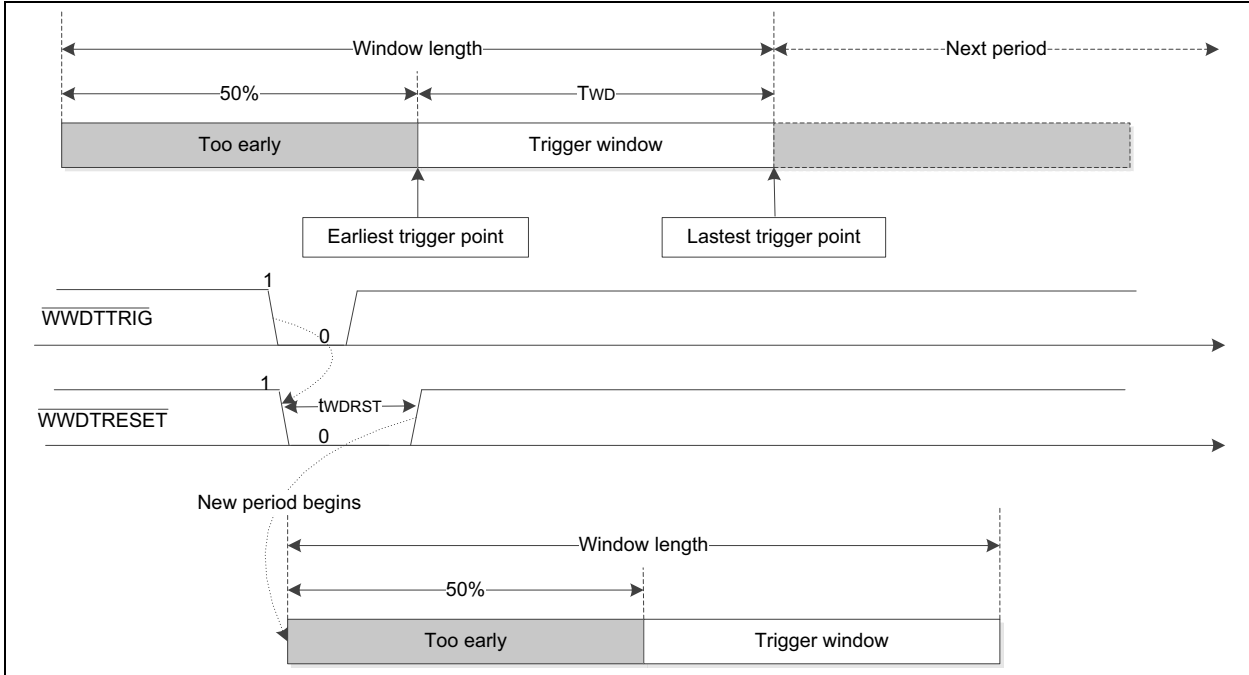 Window length
Next period
50%
TWD
Too early
Trigger window
Earliest trigger point
Lastest trigger point
1
WWDTTRIG
0
1
tWDRST
WWDTRESET
0
New period begins
Window length
50%
Too early
Trigger window